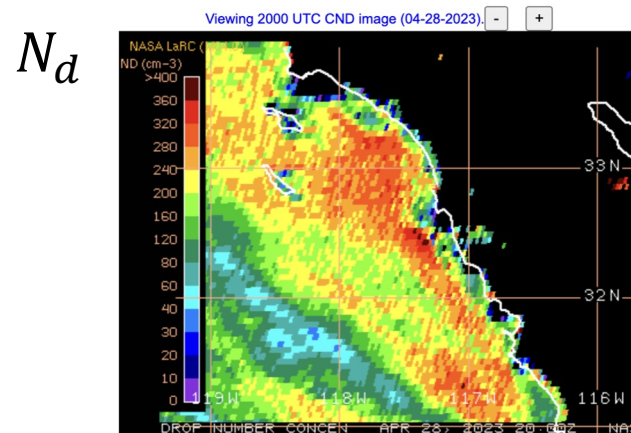 Viewing 2000 UTC CND image (04-28-2023). - +
N_d
NASA LaRC (
ND (cm-3)
>400
360
320
280
240
200
160
120
80
60
40
30
20
10
0
33N
32N
119W 118W 117W 116W
DROP NUMBER CONCEN APR 28, 2023 20:00Z NA